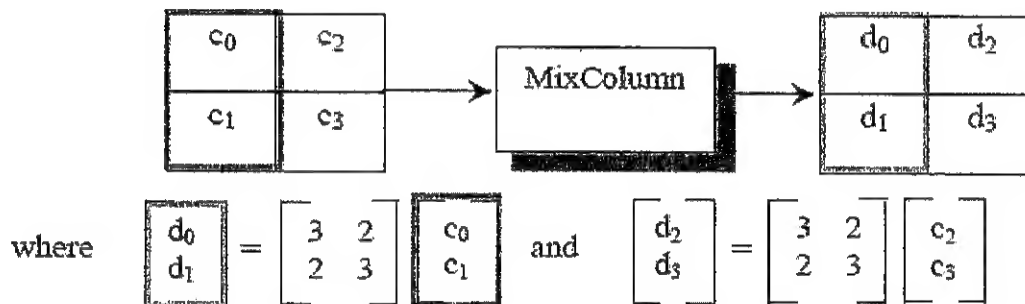 c₀ c₂ d₀ d₂
MixColumn
c₁ c₃ d₁ d₃
where d₀ = 3 2 c₀ and d₂ = 3 2 c₂
d₁ 2 3 c₁ d₃ 2 3 c₃